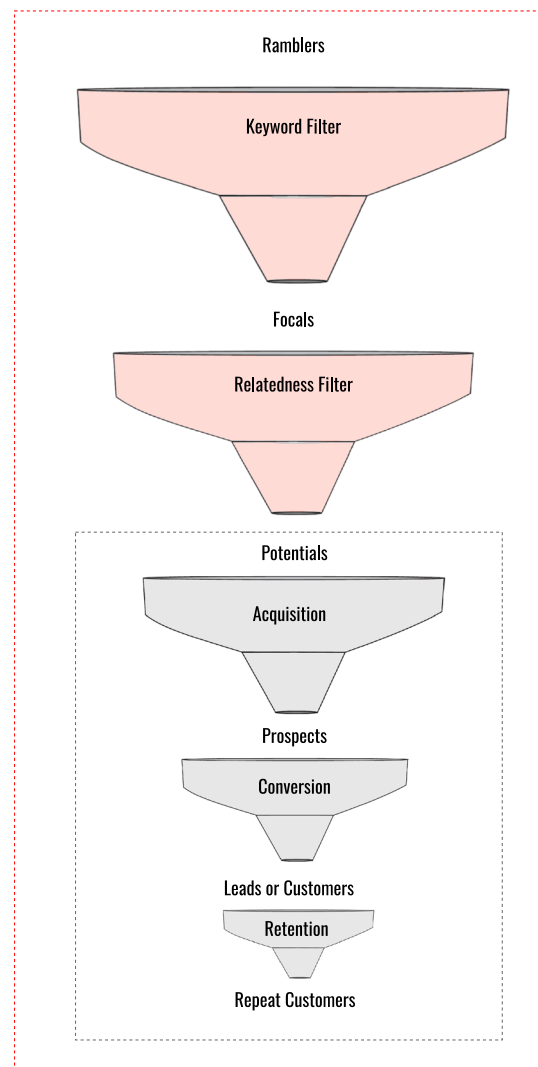 Ramblers
Keyword Filter
Focals
Relatedness Filter
Potentials
Acquisition
Prospects
Conversion
Leads or Customers
Retention
Repeat Customers